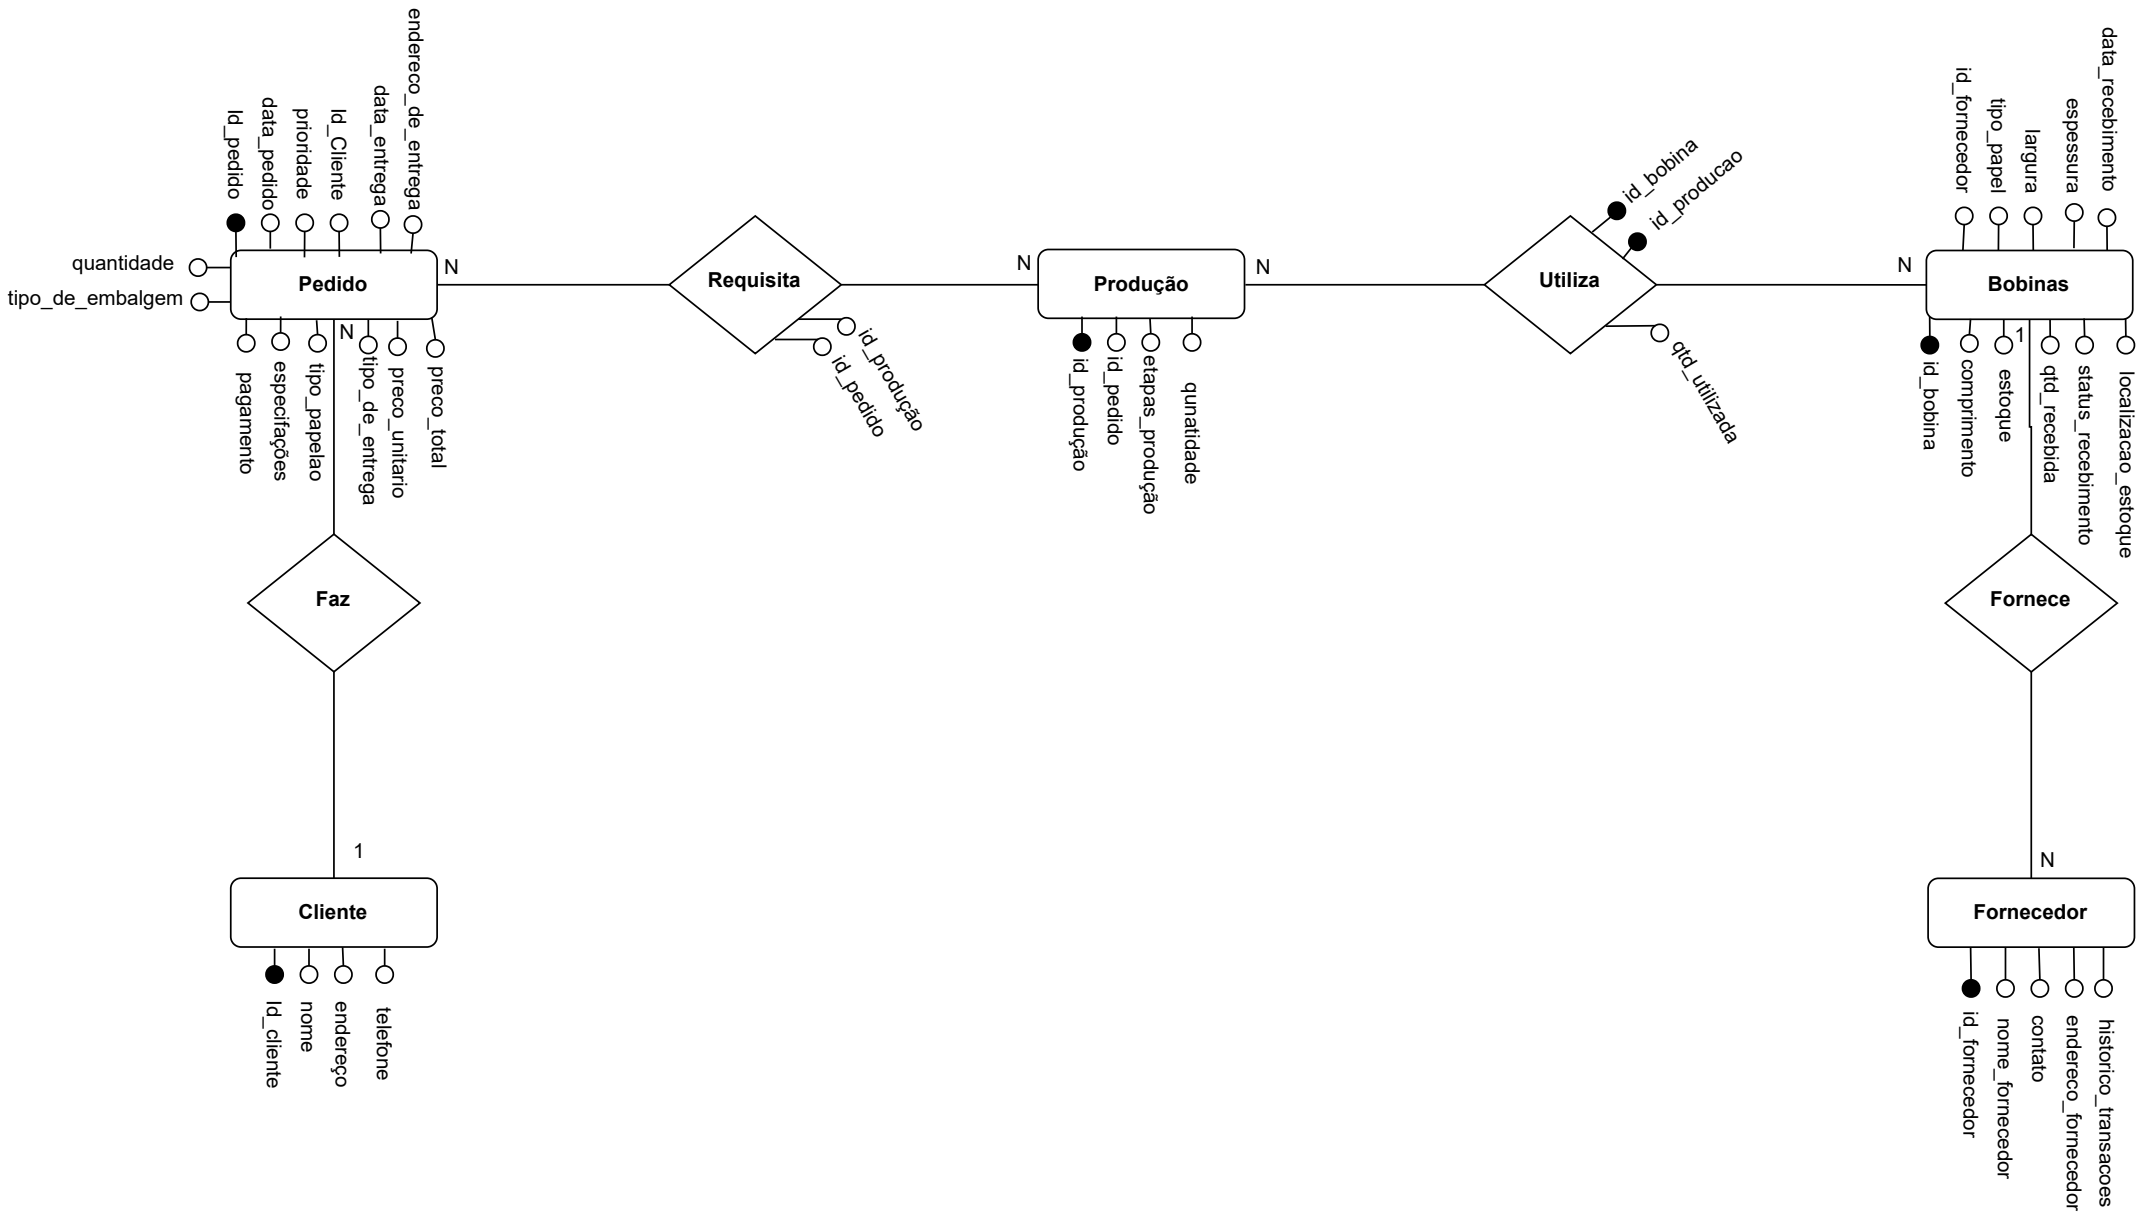 endereco_de_entrega
data_entrega
Id_Cliente
prioridade
data_pedido
Id_pedido
quantidade
tipo_de_embalgem
Pedido
N
N
pagamento
especifações
tipo_papelao
tipo_de_entrega
preco_unitario
preco_total
Requisita
id_produção
id_pedido
N
Produção
N
id_produção
id_pedido
etapas_produção
qunatidade
id_bobina
id_producao
Utiliza
qtd_utilizada
N
id_fornecedor
tipo_papel
largura
espessura
data_recebimento
Bobinas
1
id_bobina
comprimento
estoque
qtd_recebida
status_recebimento
localizacao_estoque
Faz
Fornece
1
Cliente
Id_cliente
nome
endereço
telefone
N
Fornecedor
id_fornecedor
nome_fornecedor
contato
endereco_fornecedor
historico_transacoes